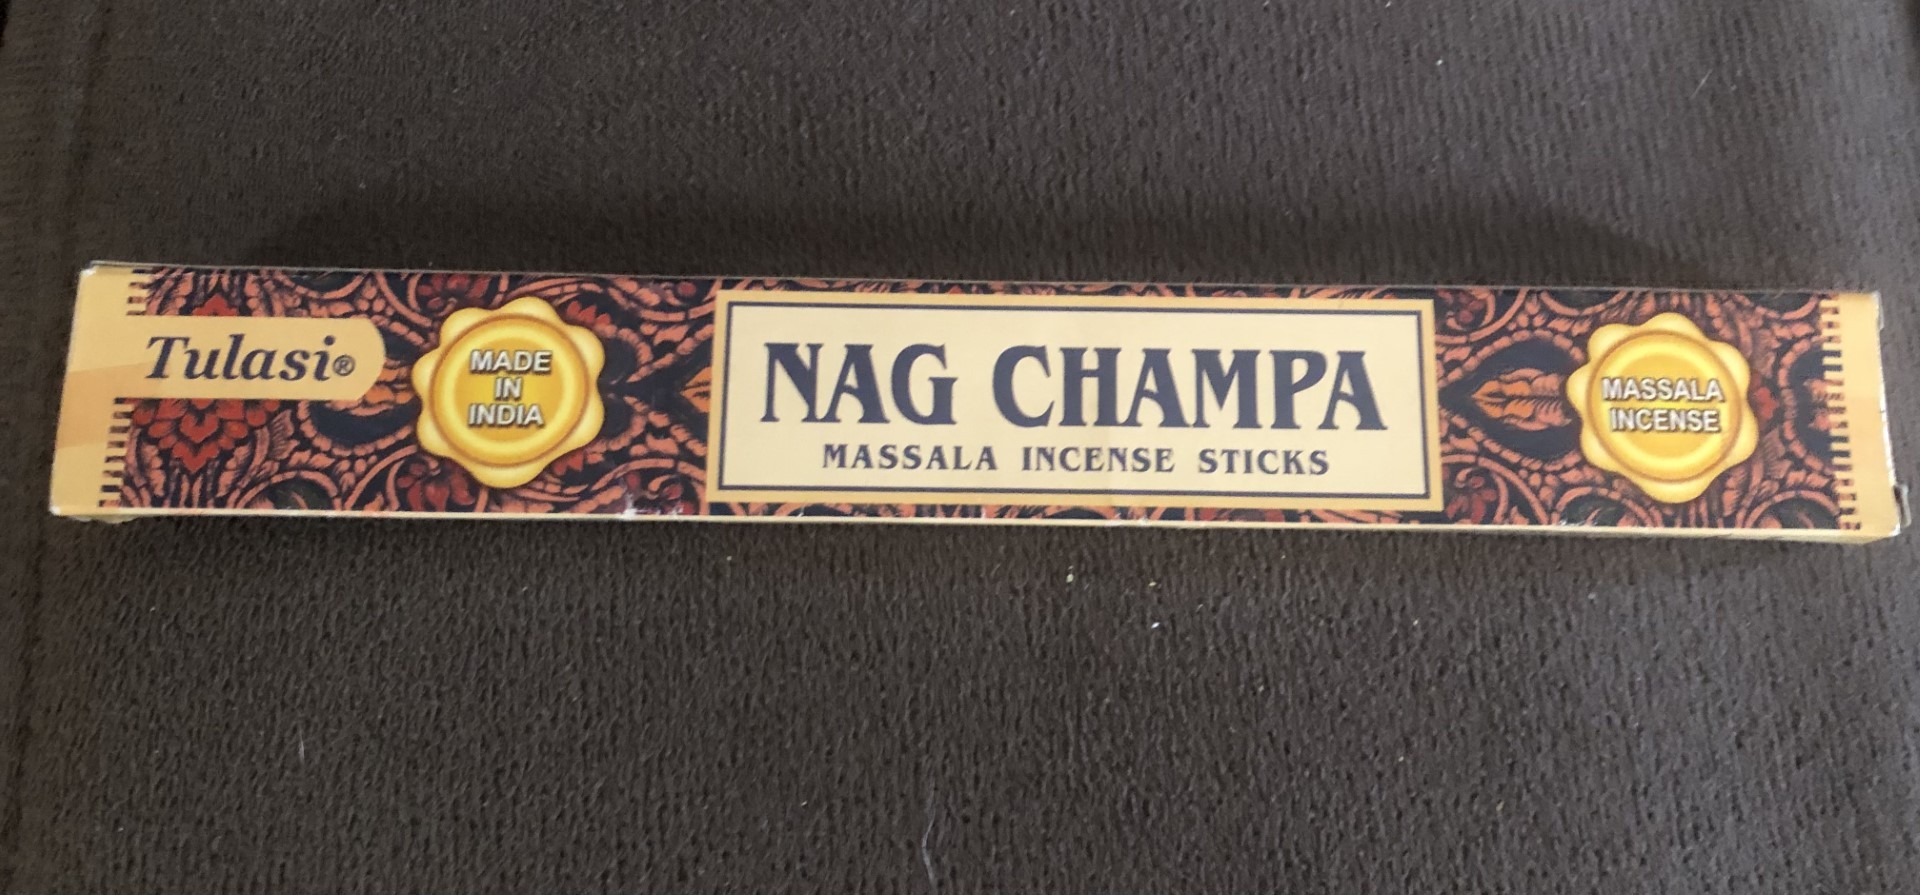 Tulasi®
MADE
IN
INDIA
NAG CHAMPA
MASSALA INCENSE STICKS
MASSALA
INCENSE